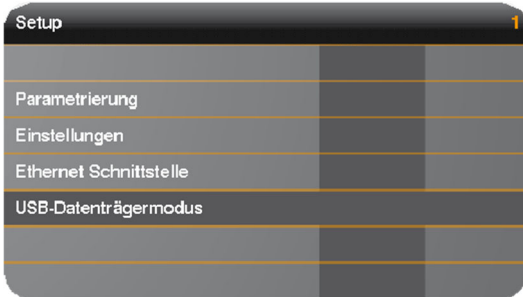 Setup 1
Parametrierung
Einstellungen
Ethernet Schnittstelle
USB-Datenträgermodus